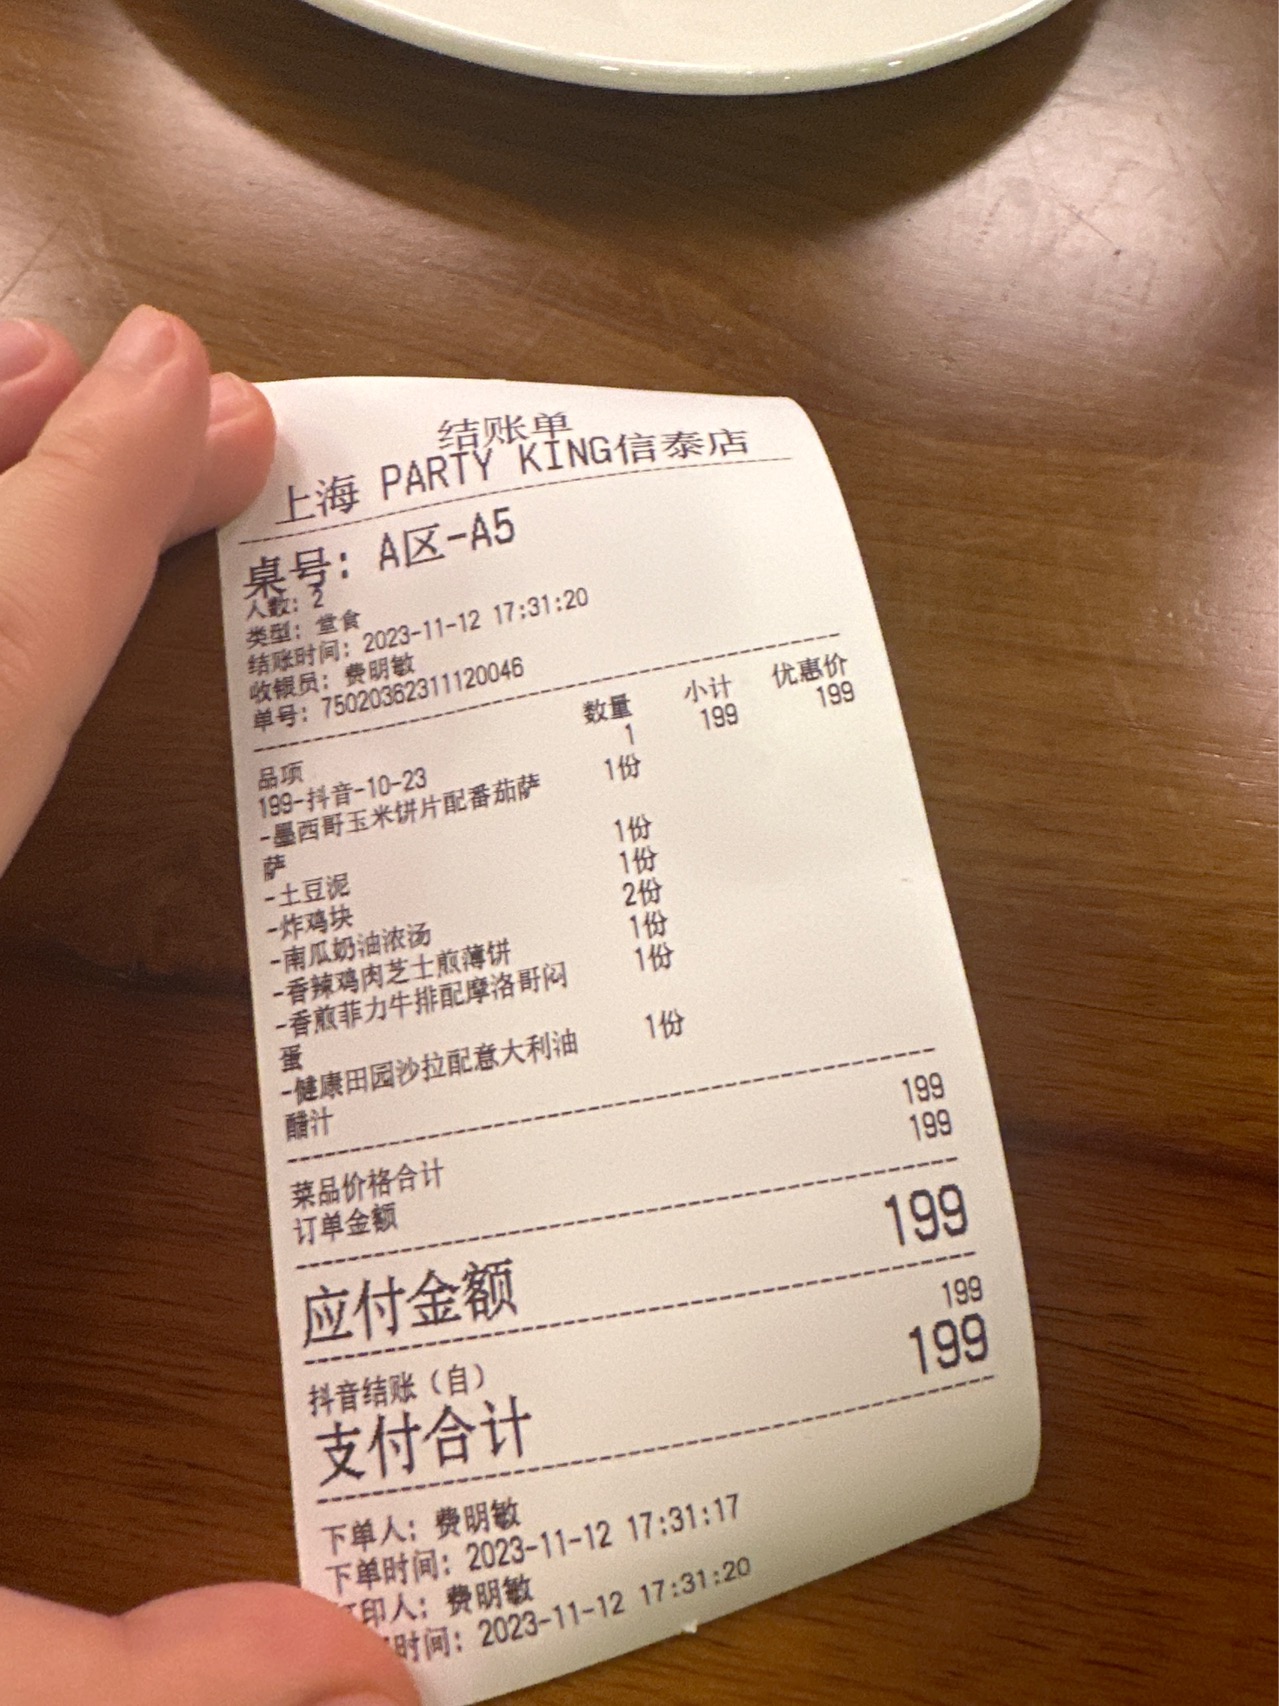 结账单
上海 PARTY KING信泰店
桌号: A区-A5
人数: 2
类型: 堂食
结账时间: 2023-11-12 17:31:20
收银员: 费明敏
单号: 75020362311120046
品项 数量 小计 优惠价
199-抖音-10-23 1 199 199
-墨西哥玉米饼片配番茄萨 1份
萨
-土豆泥 1份
-炸鸡块 1份
-南瓜奶油浓汤 2份
-香辣鸡肉芝士煎薄饼 1份
-香煎菲力牛排配摩洛哥闷 1份
蛋
-健康田园沙拉配意大利油 1份
醋汁
菜品价格合计 199
订单金额 199
应付金额 199
抖音结账（自） 199
支付合计 199
下单人: 费明敏
下单时间: 2023-11-12 17:31:17
印人: 费明敏
时间: 2023-11-12 17:31:20